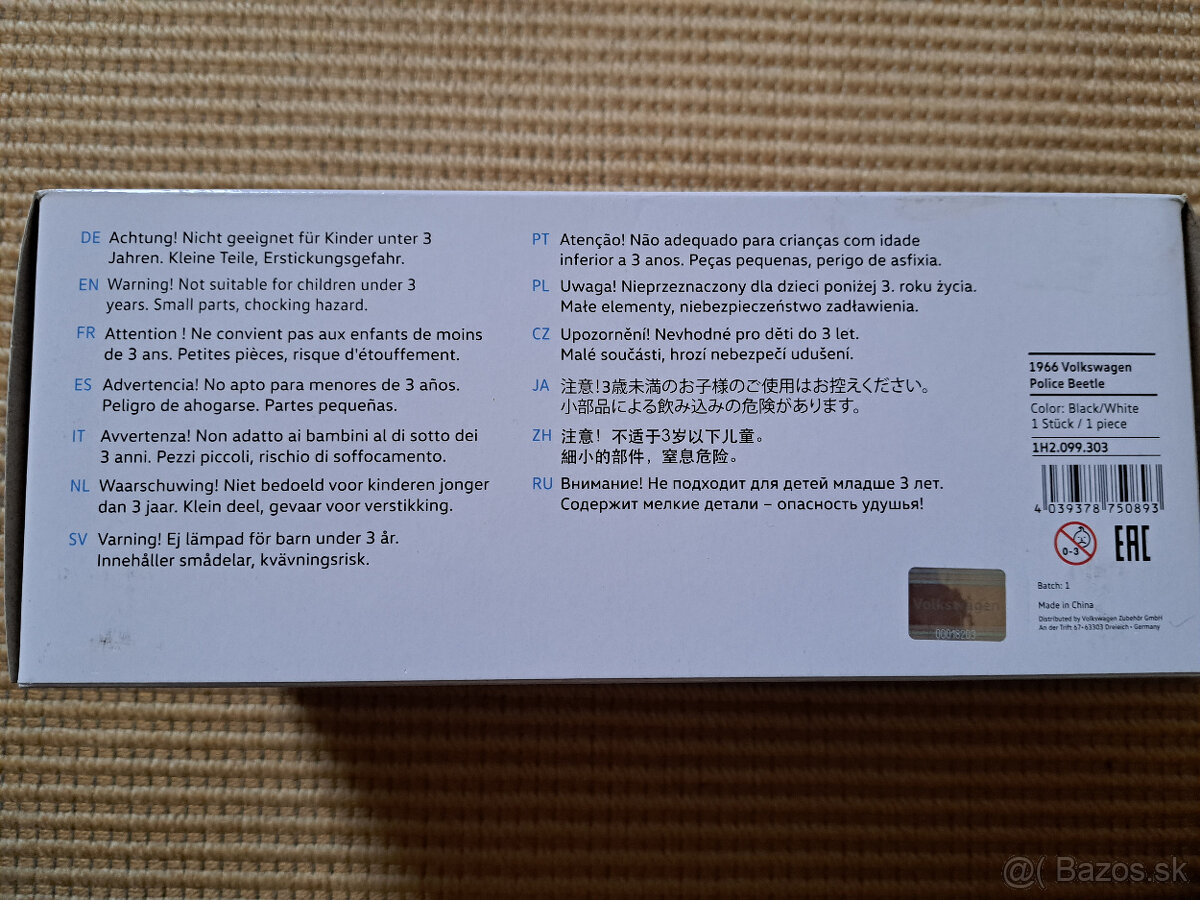 DE Achtung! Nicht geeignet für Kinder unter 3
Jahren. Kleine Teile, Erstickungsgefahr.
EN Warning! Not suitable for children under 3
years. Small parts, chocking hazard.
FR Attention ! Ne convient pas aux enfants de moins
de 3 ans. Petites pièces, risque d'étouffement.
ES Advertencia! No apto para menores de 3 años.
Peligro de ahogarse. Partes pequeñas.
IT Avvertenza! Non adatto ai bambini al di sotto dei
3 anni. Pezzi piccoli, rischio di soffocamento.
NL Waarschuwing! Niet bedoeld voor kinderen jonger
dan 3 jaar. Klein deel, gevaar voor verstikking.
SV Varning! Ej lämpad för barn under 3 år.
Innehåller smådelar, kvävningsrisk.
PT Atenção! Não adequado para crianças com idade
inferior a 3 anos. Peças pequenas, perigo de asfixia.
PL Uwaga! Nieprzeznaczony dla dzieci poniżej 3. roku życia.
Małe elementy, niebezpieczeństwo zadławienia.
CZ Upozornění! Nevhodné pro děti do 3 let.
Malé součásti, hrozí nebezpečí udušení.
JA 注意!3歳未満のお子様のご使用はお控えください。
小部品による飲み込みの危険があります。
ZH 注意！不适于3岁以下儿童。
細小的部件，窒息危险。
RU Внимание! Не подходит для детей младше 3 лет.
Содержит мелкие детали – опасность удушья!
1966 Volkswagen
Police Beetle
Color: Black/White
1 Stück / 1 piece
1H2.099.303
4 039378 750893
0-3
EAC
Batch: 1
Made in China
Distributed by Volkswagen Zubehör GmbH
An der Trift 67-63303 Dreieich - Germany
Volkswagen
00018203
@( Bazos.sk